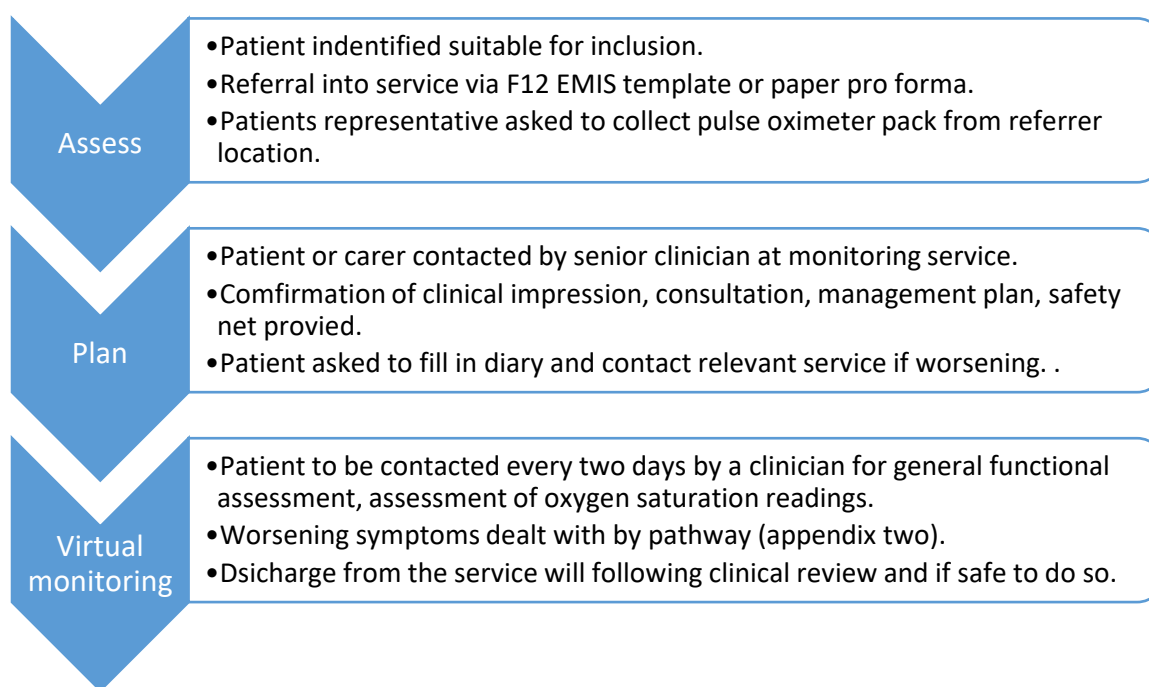 Assess
•Patient indentified suitable for inclusion.
•Referral into service via F12 EMIS template or paper pro forma.
•Patients representative asked to collect pulse oximeter pack from referrer
location.
Plan
•Patient or carer contacted by senior clinician at monitoring service.
•Comfirmation of clinical impression, consultation, management plan, safety
net provied.
•Patient asked to fill in diary and contact relevant service if worsening. .
Virtual
monitoring
•Patient to be contacted every two days by a clinician for general functional
assessment, assessment of oxygen saturation readings.
•Worsening symptoms dealt with by pathway (appendix two).
•Dsicharge from the service will following clinical review and if safe to do so.